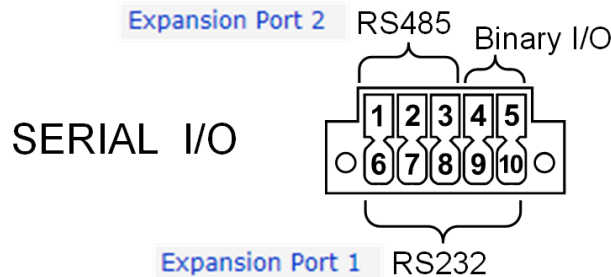 Expansion Port 2 RS485 Binary I/O
1 2 3 4 5
SERIAL I/O
6 7 8 9 10
Expansion Port 1 RS232